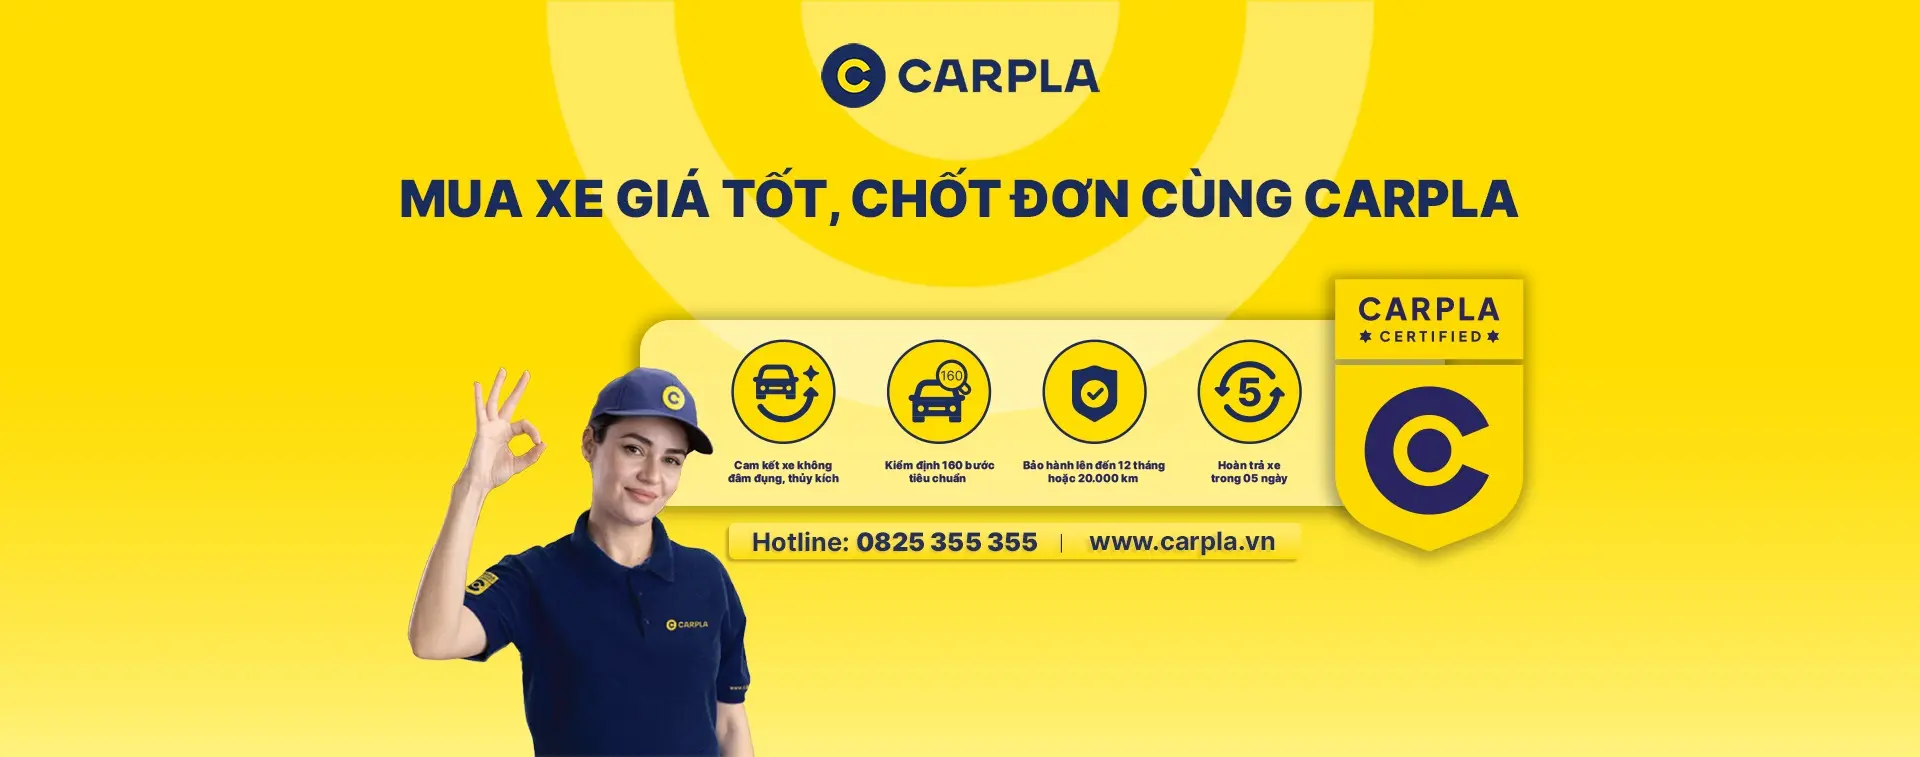 C CARPLA
MUA XE GIÁ TỐT, CHỐT ĐƠN CÙNG CARPLA
CARPLA
CERTIFIED
160
5
Cam kết xe không
đâm đụng, thủy kích
Kiểm định 160 bước
tiêu chuẩn
Bảo hành lên đến 12 tháng
hoặc 20.000 km
Hoàn trả xe
trong 05 ngày
Hotline: 0825 355 355 | www.carpla.vn
C CARPLA